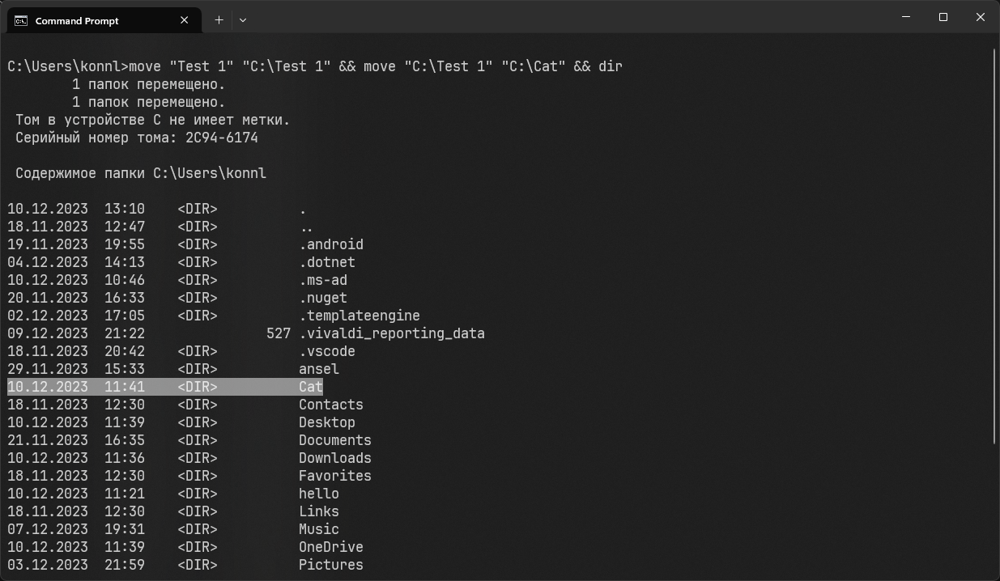 Command Prompt
C:\Users\konnl>move "Test 1" "C:\Test 1" && move "C:\Test 1" "C:\Cat" && dir
1 папок перемещено.
1 папок перемещено.
Том в устройстве C не имеет метки.
Серийный номер тома: 2C94-6174
Содержимое папки C:\Users\konnl
10.12.2023 13:10 <DIR> .
18.11.2023 12:47 <DIR> ..
19.11.2023 19:55 <DIR> .android
04.12.2023 14:13 <DIR> .dotnet
10.12.2023 10:46 <DIR> .ms-ad
20.11.2023 16:33 <DIR> .nuget
02.12.2023 17:05 <DIR> .templateengine
09.12.2023 21:22 527 .vivaldi_reporting_data
18.11.2023 20:42 <DIR> .vscode
29.11.2023 15:33 <DIR> ansel
10.12.2023 11:41 <DIR> Cat
18.11.2023 12:30 <DIR> Contacts
10.12.2023 11:39 <DIR> Desktop
21.11.2023 16:35 <DIR> Documents
10.12.2023 11:36 <DIR> Downloads
18.11.2023 12:30 <DIR> Favorites
10.12.2023 11:21 <DIR> hello
18.11.2023 12:30 <DIR> Links
07.12.2023 19:31 <DIR> Music
10.12.2023 11:39 <DIR> OneDrive
03.12.2023 21:59 <DIR> Pictures